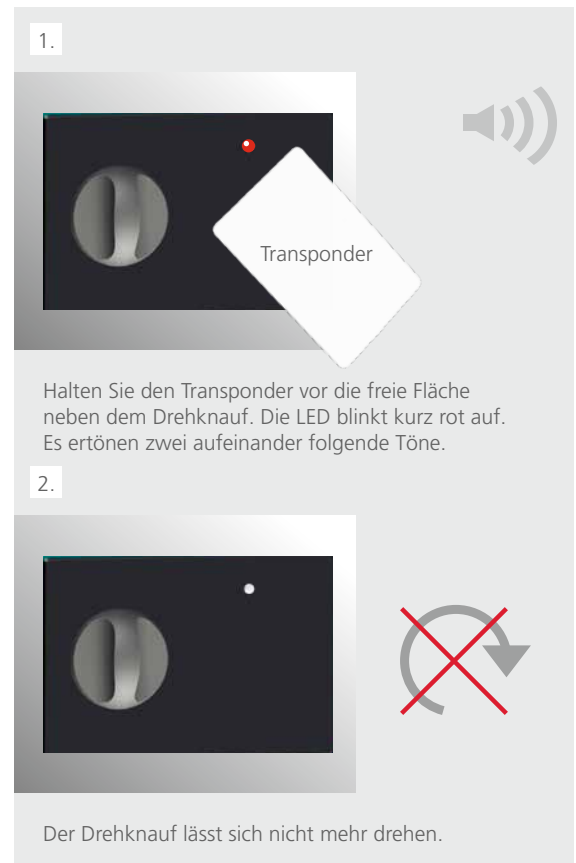 1.
Transponder
Halten Sie den Transponder vor die freie Fläche
neben dem Drehknauf. Die LED blinkt kurz rot auf.
Es ertönen zwei aufeinander folgende Töne.
2.
Der Drehknauf lässt sich nicht mehr drehen.